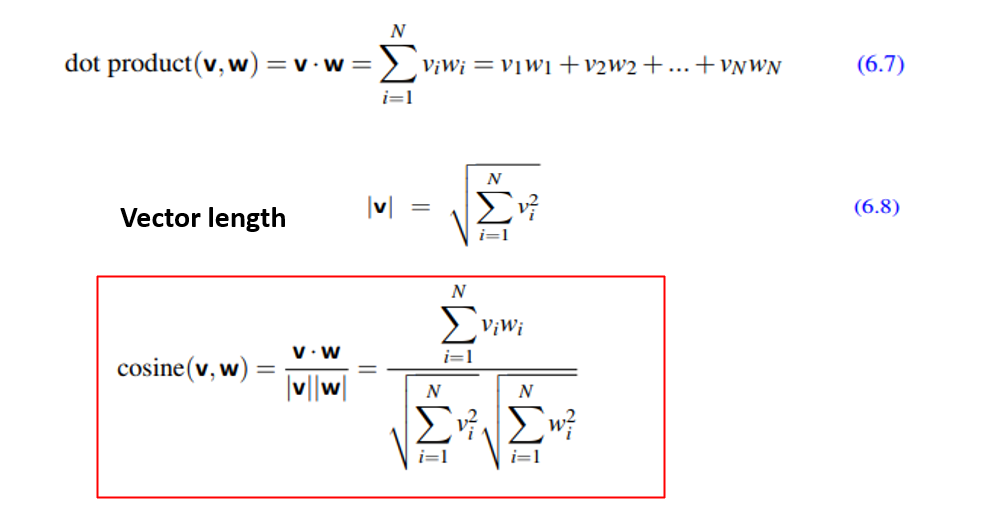 dot product(v, w) = v · w = ∑_{i=1}^{N} v_i w_i = v_1 w_1 + v_2 w_2 + ... + v_N w_N (6.7)
Vector length |v| = √(∑_{i=1}^{N} v_i^2) (6.8)
cosine(v, w) = (v · w) / (|v||w|) = (∑_{i=1}^{N} v_i w_i) / (√(∑_{i=1}^{N} v_i^2) √(∑_{i=1}^{N} w_i^2))